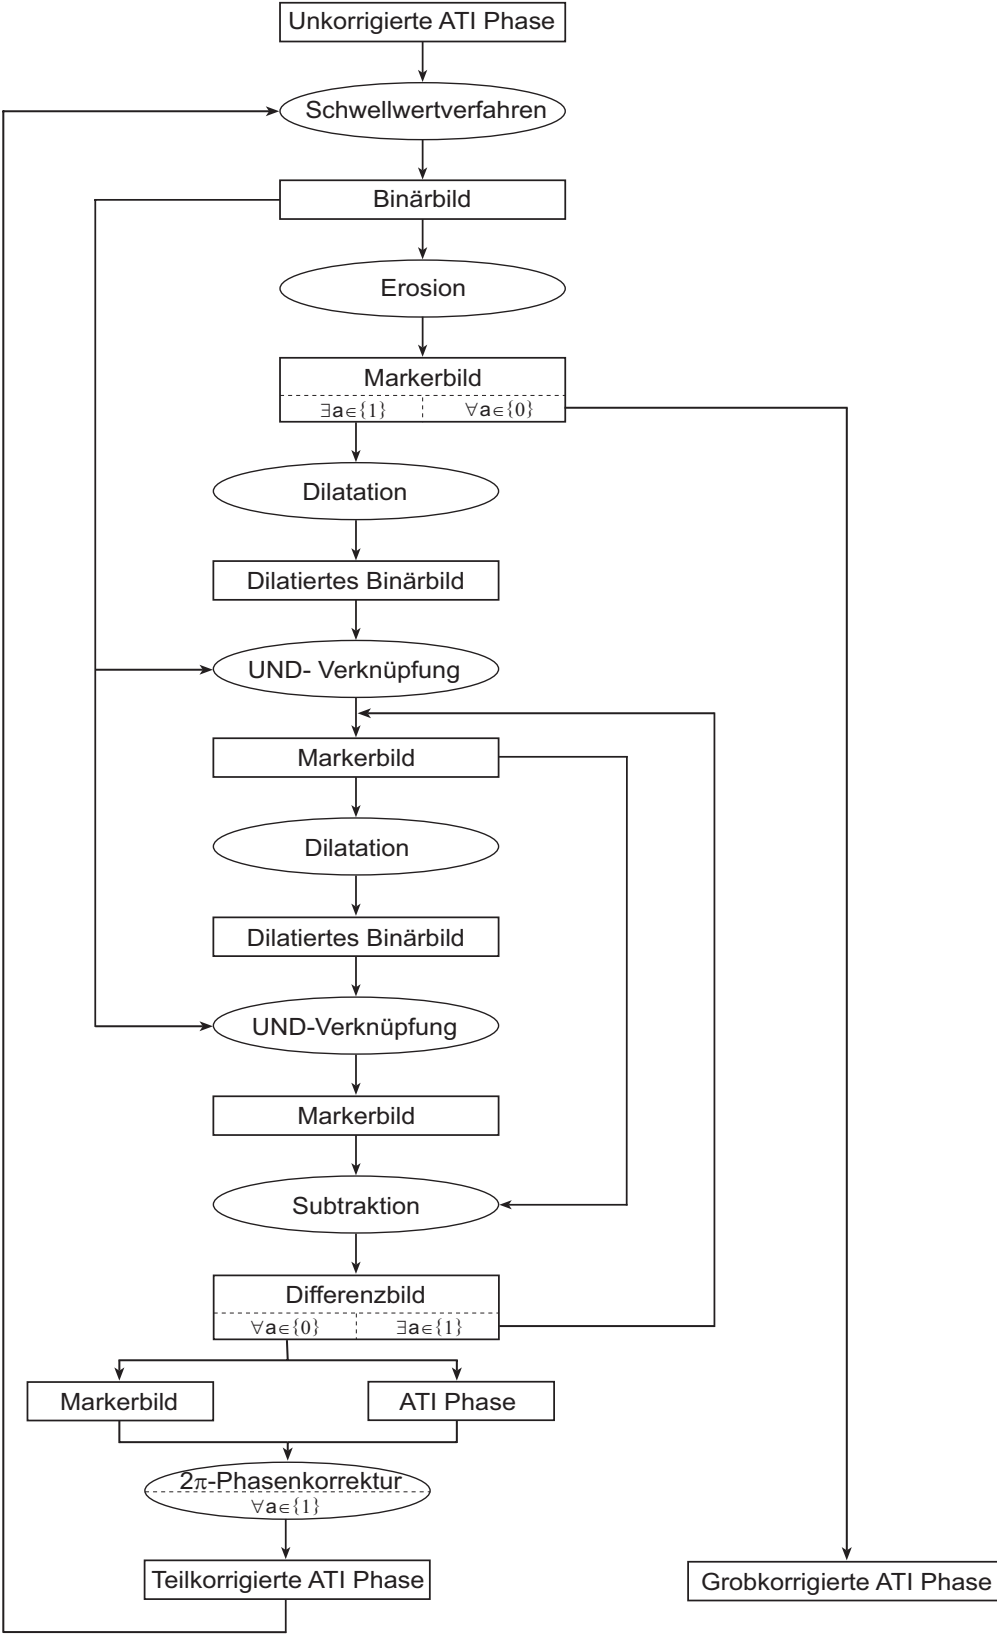 Unkorrigierte ATI Phase
Schwellwertverfahren
Binärbild
Erosion
Markerbild
∃a∈{1} ∀a∈{0}
Dilatation
Dilatiertes Binärbild
UND- Verknüpfung
Markerbild
Dilatation
Dilatiertes Binärbild
UND-Verknüpfung
Markerbild
Subtraktion
Differenzbild
∀a∈{0} ∃a∈{1}
Markerbild ATI Phase
2π-Phasenkorrektur
∀a∈{1}
Teilkorrigierte ATI Phase Grobkorrigierte ATI Phase